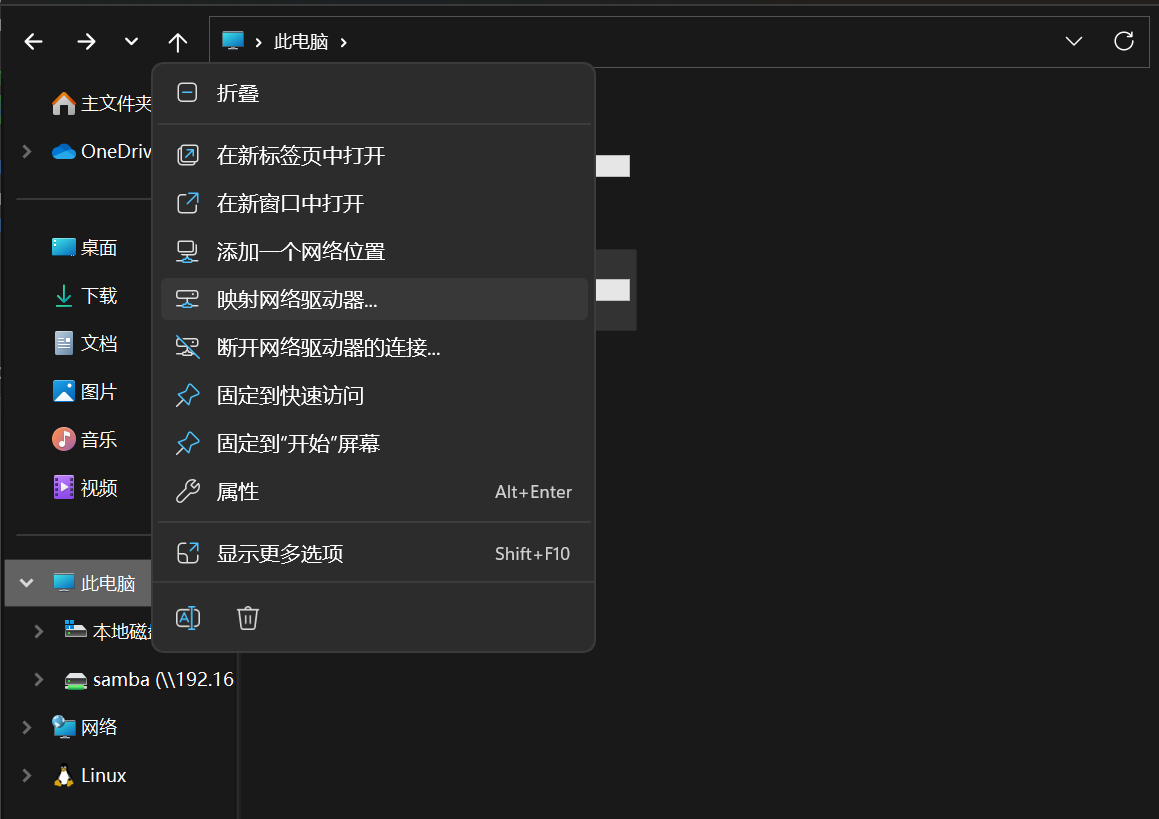 此电脑
主文件夹
OneDriv
桌面
下载
文档
图片
音乐
视频
此电脑
本地磁
samba (\\192.16
网络
Linux
折叠
在新标签页中打开
在新窗口中打开
添加一个网络位置
映射网络驱动器...
断开网络驱动器的连接...
固定到快速访问
固定到“开始”屏幕
属性 Alt+Enter
显示更多选项 Shift+F10